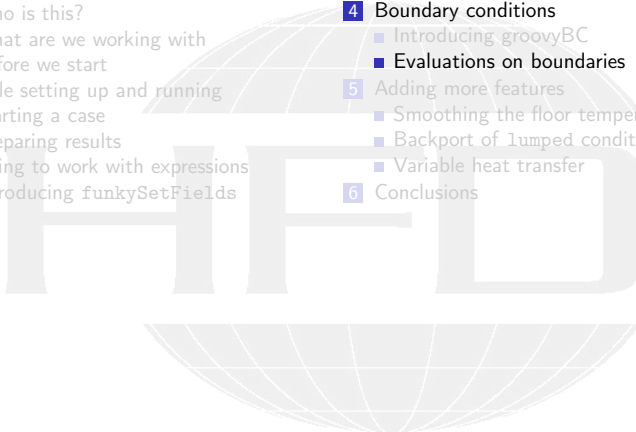 ho is this?
hat are we working with
fore we start
le setting up and running
rting a case
eparing results
ing to work with expressions
roducing funkySetFields
4 Boundary conditions
Introducing groovyBC
Evaluations on boundaries
5 Adding more features
Smoothing the floor temper
Backport of lumped condit
Variable heat transfer
6 Conclusions
HFD